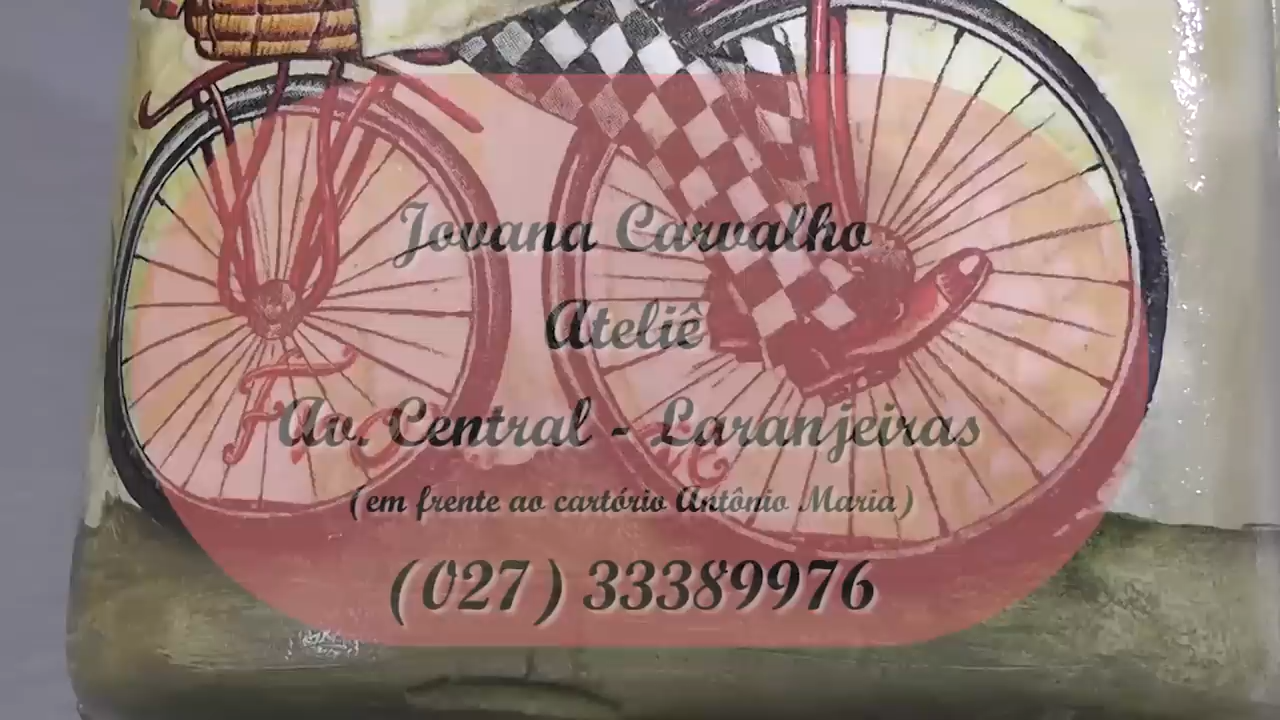 Jovana Carvalho
Ateliê
Av. Central - Laranjeiras
(em frente ao cartório Antônio Maria)
(027) 33389976